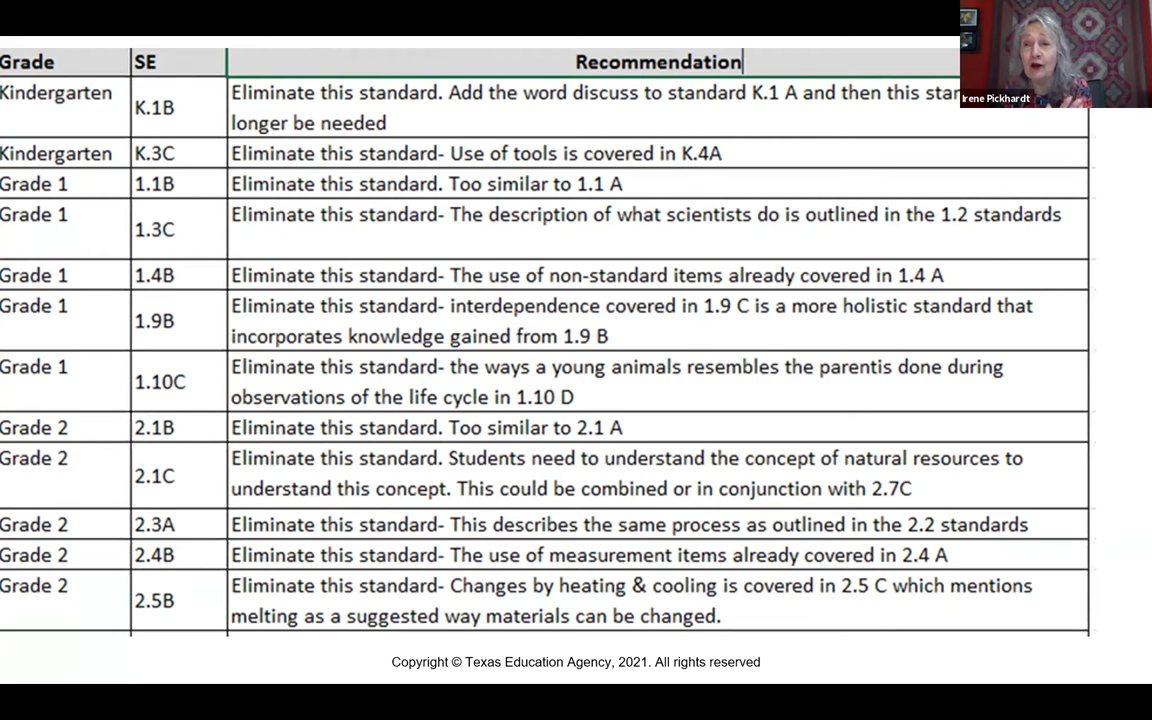 Grade SE Recommendation
Irene Pickhardt
Kindergarten K.1B Eliminate this standard. Add the word discuss to standard K.1 A and then this
longer be needed
Kindergarten K.3C Eliminate this standard- Use of tools is covered in K.4A
Grade 1 1.1B Eliminate this standard. Too similar to 1.1 A
Grade 1 1.3C Eliminate this standard- The description of what scientists do is outlined in the 1.2 standards
Grade 1 1.4B Eliminate this standard- The use of non-standard items already covered in 1.4 A
Grade 1 1.9B Eliminate this standard- interdependence covered in 1.9 C is a more holistic standard that
incorporates knowledge gained from 1.9 B
Grade 1 1.10C Eliminate this standard- the ways a young animals resembles the parentis done during
observations of the life cycle in 1.10 D
Grade 2 2.1B Eliminate this standard. Too similar to 2.1 A
Grade 2 2.1C Eliminate this standard. Students need to understand the concept of natural resources to
understand this concept. This could be combined or in conjunction with 2.7C
Grade 2 2.3A Eliminate this standard- This describes the same process as outlined in the 2.2 standards
Grade 2 2.4B Eliminate this standard- The use of measurement items already covered in 2.4 A
Grade 2 2.5B Eliminate this standard- Changes by heating & cooling is covered in 2.5 C which mentions
melting as a suggested way materials can be changed.
Copyright © Texas Education Agency, 2021. All rights reserved